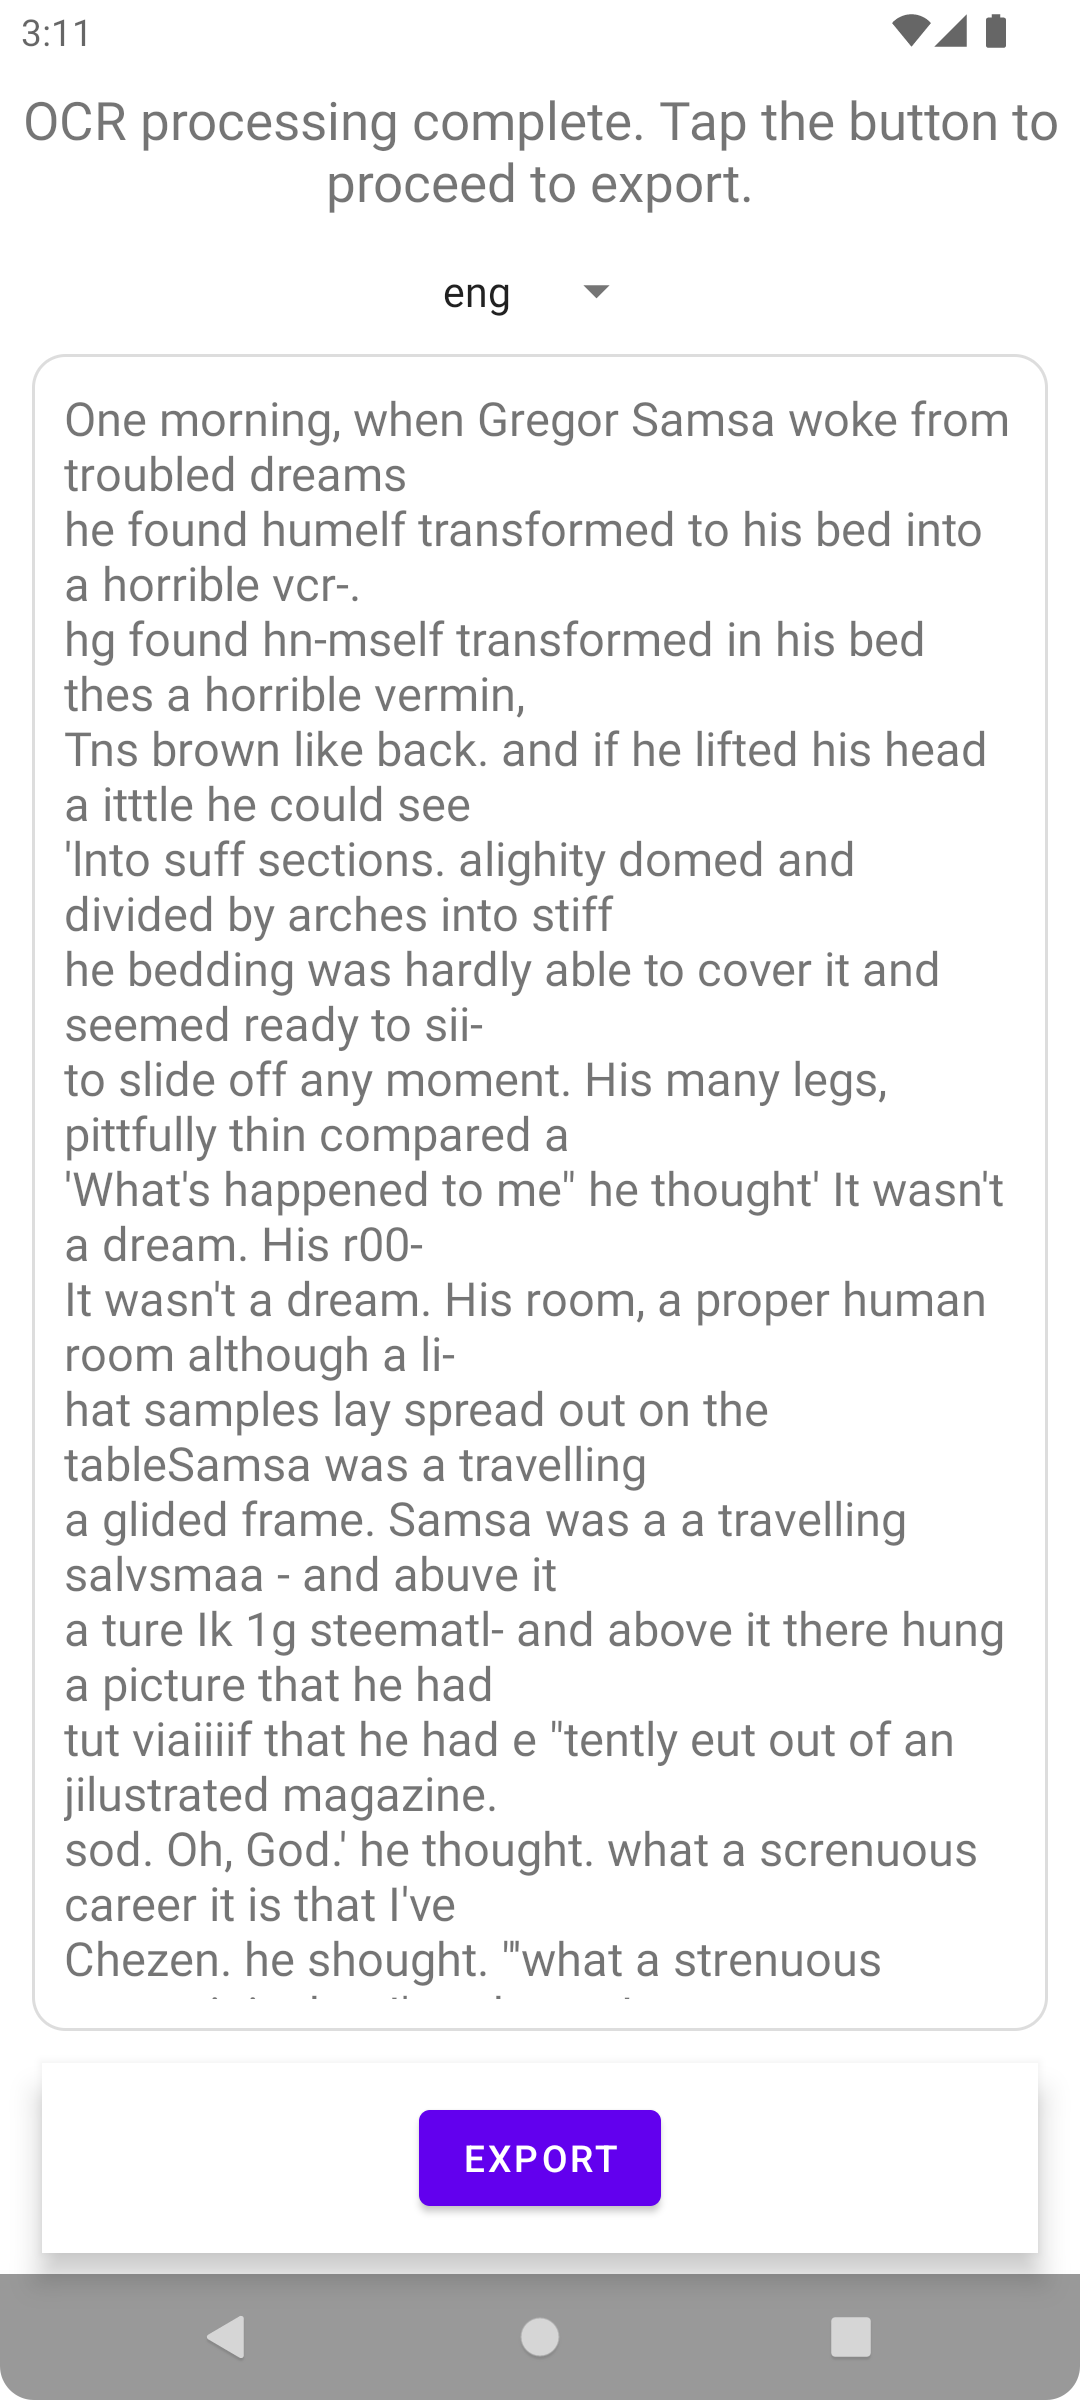 3:11
OCR processing complete. Tap the button to
proceed to export.
eng
One morning, when Gregor Samsa woke from
troubled dreams
he found humelf transformed to his bed into
a horrible vcr-.
hg found hn-mself transformed in his bed
thes a horrible vermin,
Tns brown like back. and if he lifted his head
a itttle he could see
'Into suff sections. alighity domed and
divided by arches into stiff
he bedding was hardly able to cover it and
seemed ready to sii-
to slide off any moment. His many legs,
pittfully thin compared a
'What's happened to me" he thought' It wasn't
a dream. His r00-
It wasn't a dream. His room, a proper human
room although a li-
hat samples lay spread out on the
tableSamsa was a travelling
a glided frame. Samsa was a a travelling
salvsmaa - and abuve it
a ture Ik 1g steematl- and above it there hung
a picture that he had
tut viaiiiif that he had e "tently eut out of an
jilustrated magazine.
sod. Oh, God.' he thought. what a screnuous
career it is that I've
Chezen. he shought. "'what a strenuous
EXPORT